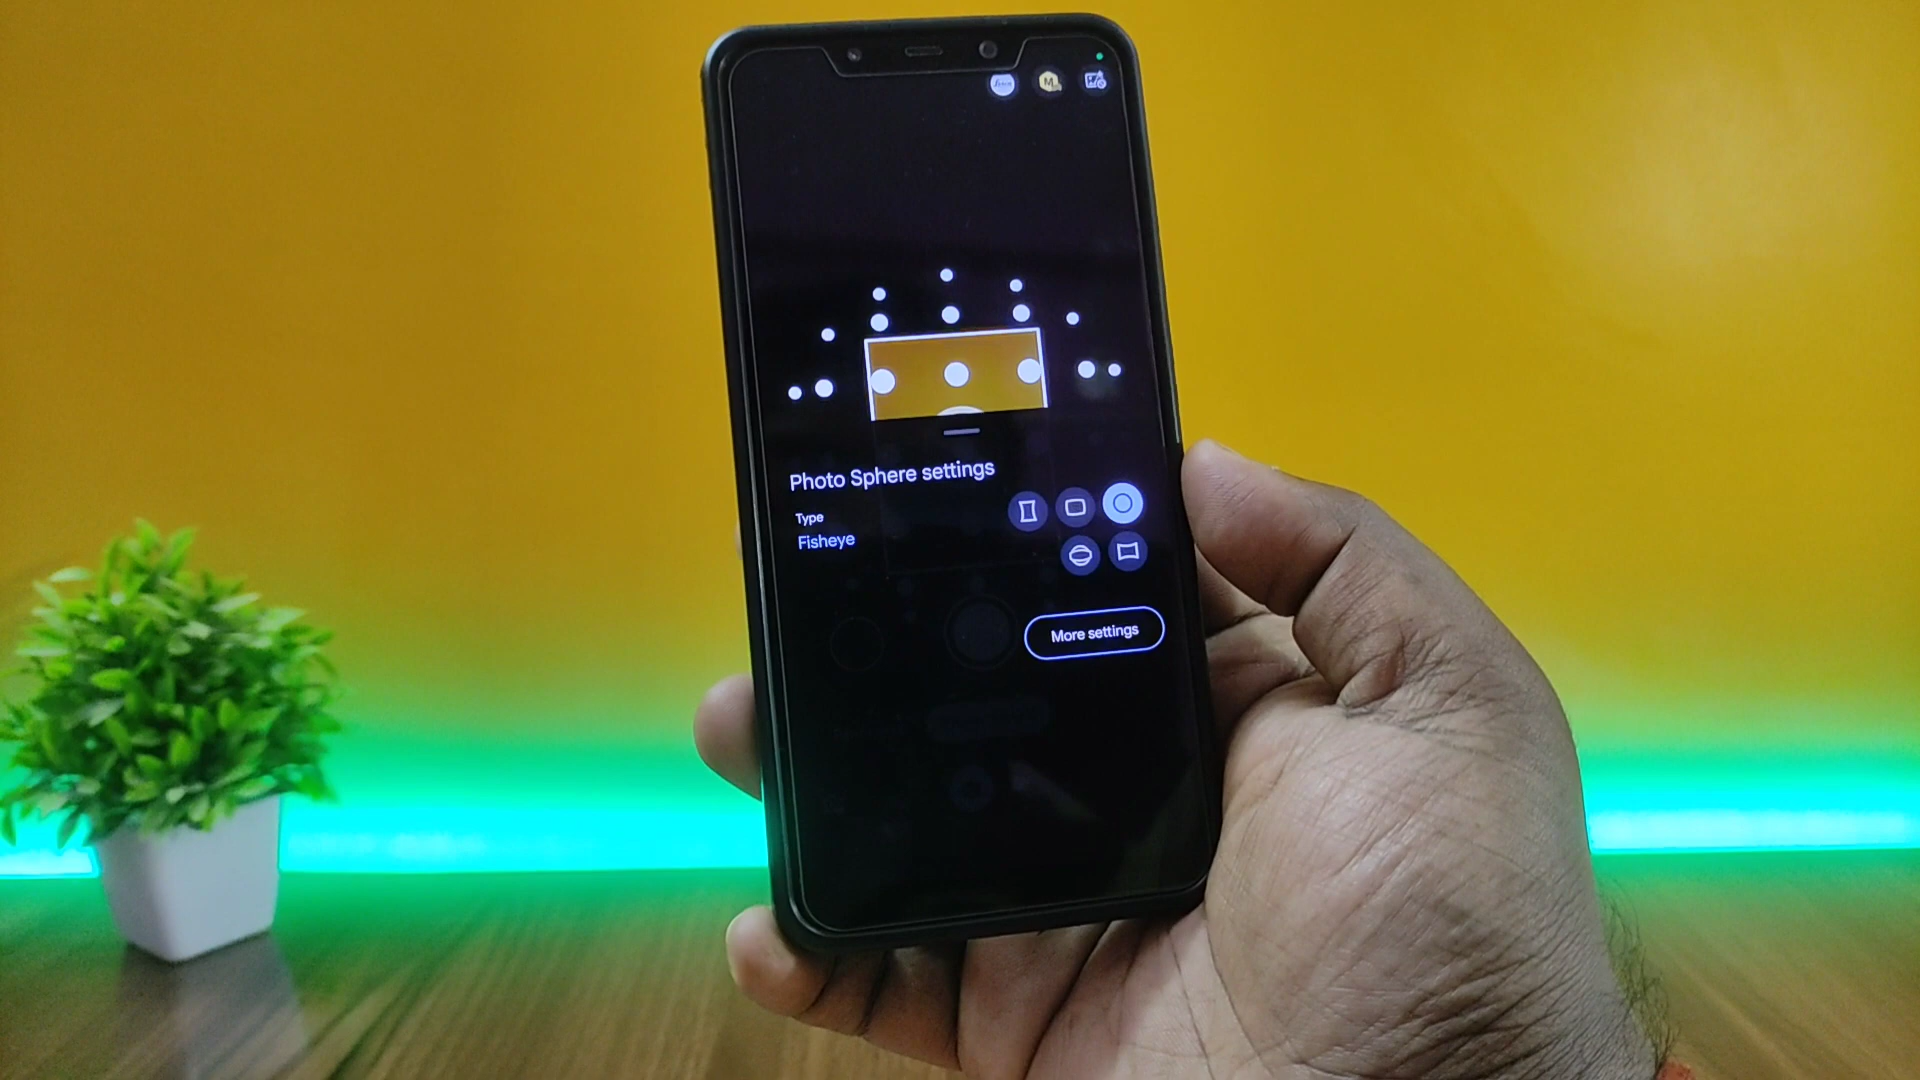 M
Photo Sphere settings
Type
Fisheye
More settings